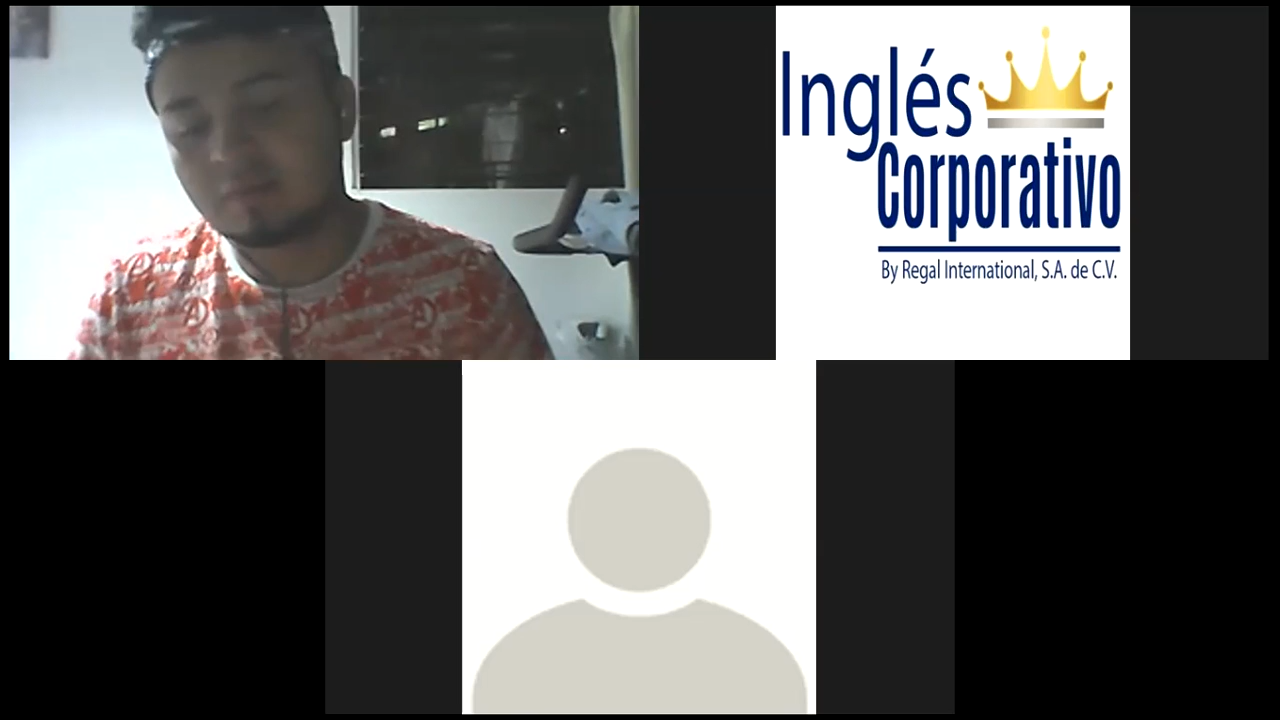 Inglés
Corporativo
By Regal International, S.A. de C.V.